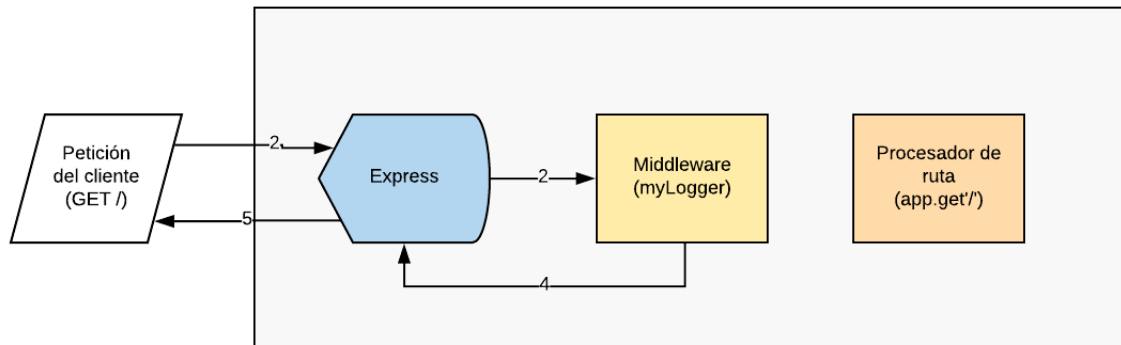 Petición
del cliente
(GET /)
2
5
Express
2
4
Middleware
(myLogger)
Procesador de
ruta
(app.get'/')